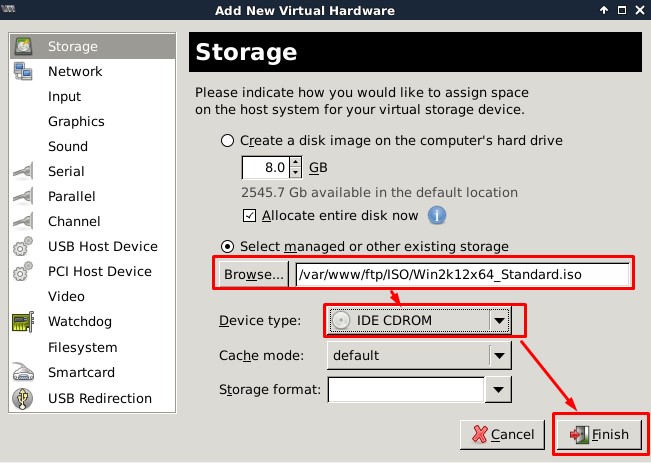 Add New Virtual Hardware
Storage
Network
Input
Graphics
Sound
Serial
Parallel
Channel
USB Host Device
PCI Host Device
Video
Watchdog
Filesystem
Smartcard
USB Redirection
Storage
Please indicate how you would like to assign space
on the host system for your virtual storage device.
Create a disk image on the computer's hard drive
8.0 GB
2545.7 Gb available in the default location
Allocate entire disk now
Select managed or other existing storage
Browse... /var/www/ftp/ISO/Win2k12x64_Standard.iso
Device type: IDE CDROM
Cache mode: default
Storage format:
Cancel Finish